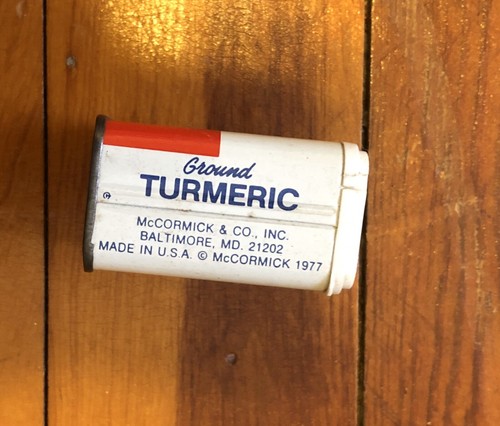 Ground
TURMERIC
McCORMICK & CO., INC.
BALTIMORE, MD. 21202
MADE IN U.S.A. © McCORMICK 1977